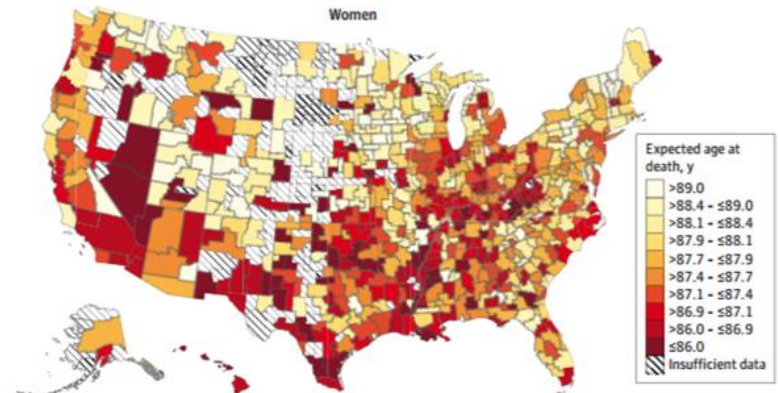 Women
Expected age at
death, y
>89.0
>88.4 - ≤89.0
>88.1 - ≤88.4
>87.9 - ≤88.1
>87.7 - ≤87.9
>87.4 - ≤87.7
>87.1 - ≤87.4
>86.9 - ≤87.1
>86.0 - ≤86.9
≤86.0
Insufficient data